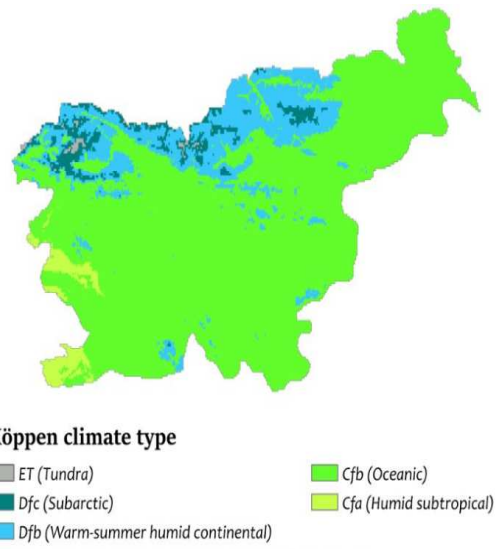 öppen climate type
ET (Tundra)
Dfc (Subarctic)
Dfb (Warm-summer humid continental)
Cfb (Oceanic)
Cfa (Humid subtropical)